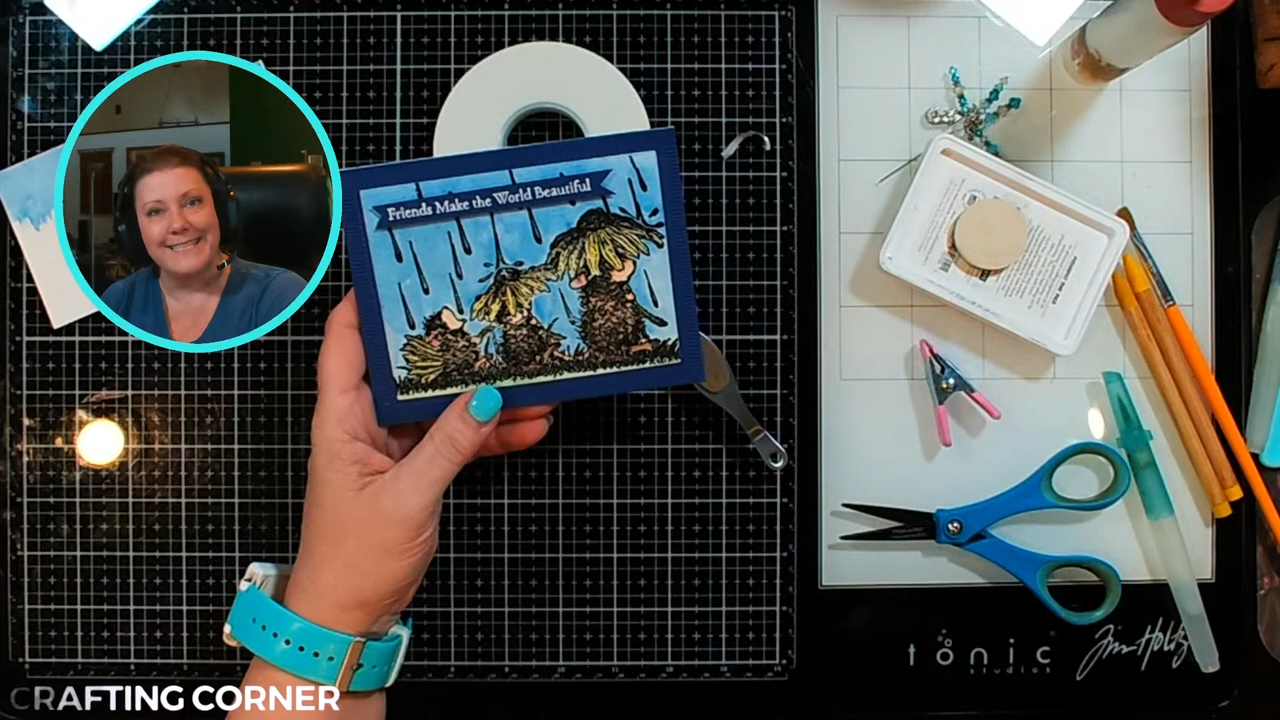 Friends Make the World Beautiful
tonic
studios
Tim Holtz
CRAFTING CORNER